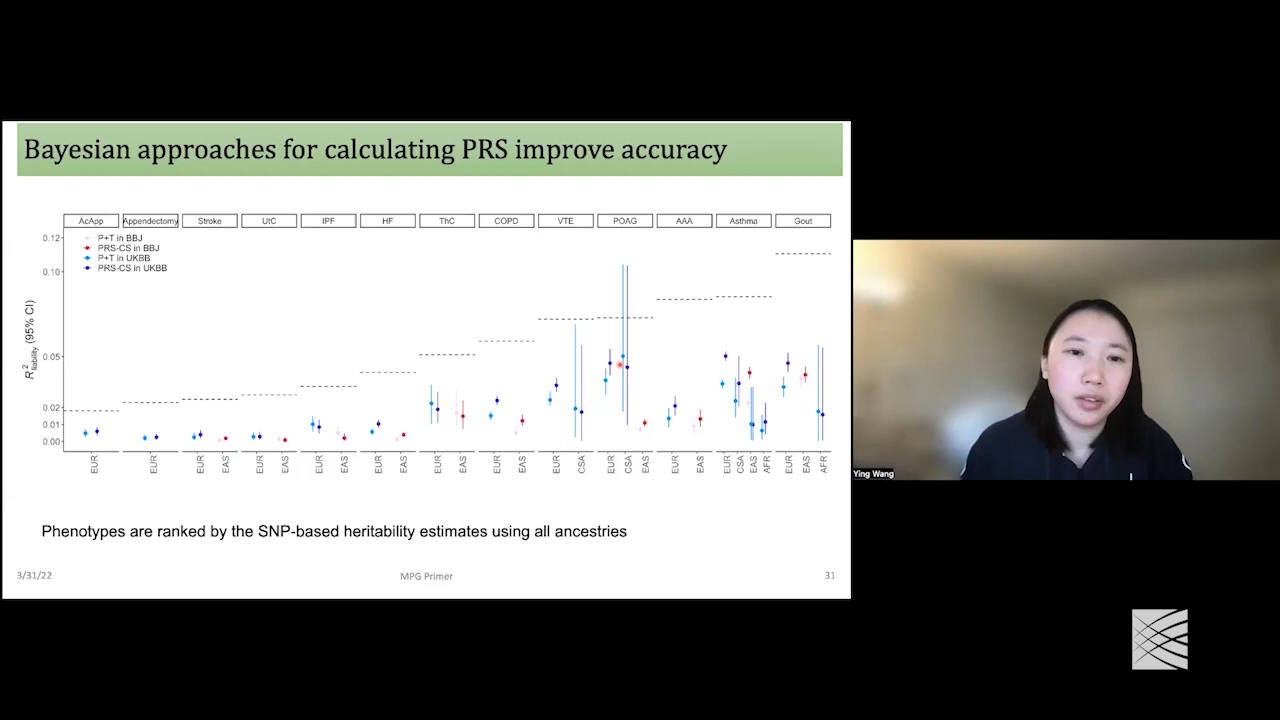 Bayesian approaches for calculating PRS improve accuracy
AcApp Appendectomy Stroke UtC IPF HF ThC COPD VTE POAG AAA Asthma Gout
P+T in BBJ
PRS-CS in BBJ
P+T in UKBB
PRS-CS in UKBB
0.12
0.10
0.05
0.02
0.01
0.00
R² liability (95% CI)
EUR EUR EUR EAS EUR EAS EUR EAS EUR EAS EUR EAS EUR EAS EUR CSA EUR CSA EAS EUR EAS EUR CSA EAS AFR EUR EAS AFR
Phenotypes are ranked by the SNP-based heritability estimates using all ancestries
3/31/22 MPG Primer 31
Ying Wang